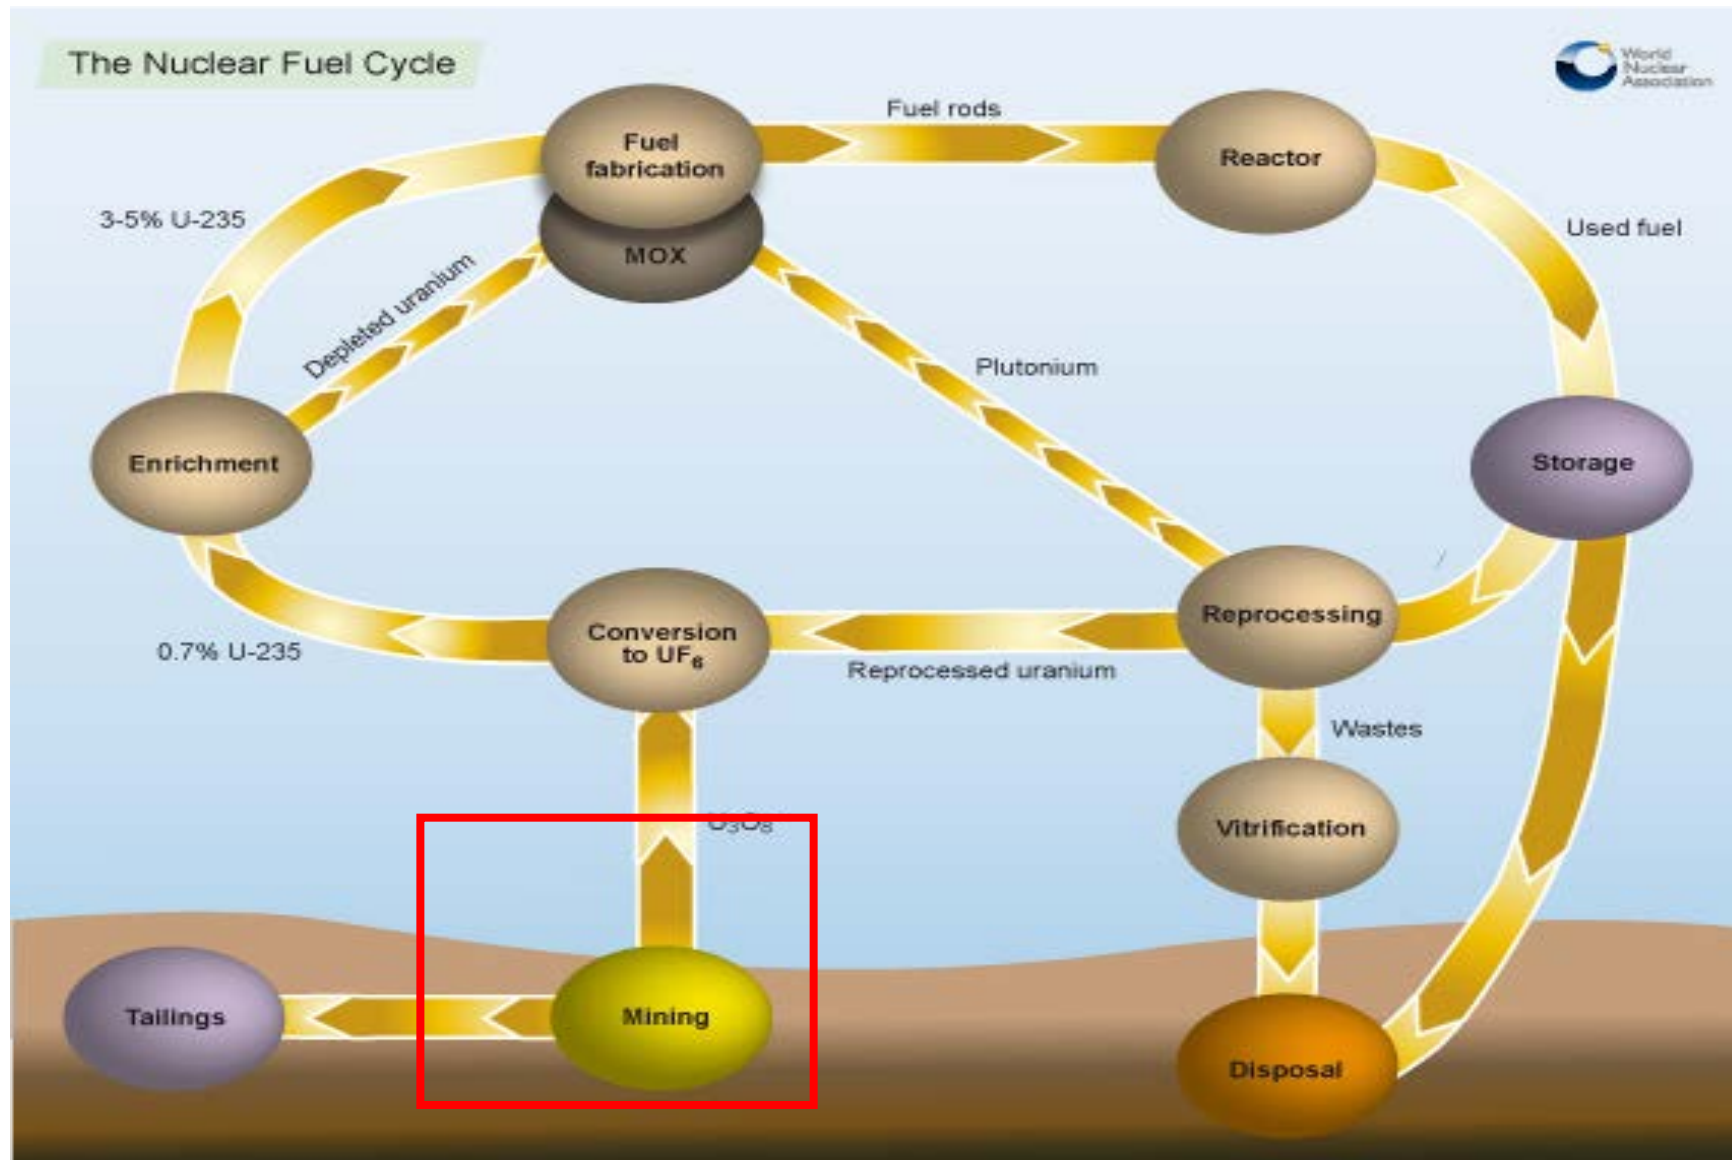 The Nuclear Fuel Cycle
World
Nuclear
Association
Fuel rods
Fuel
fabrication
Reactor
3-5% U-235
Used fuel
MOX
Depleted uranium
Plutonium
Enrichment
Storage
Reprocessing
Conversion
to UF₆
0.7% U-235
Reprocessed uranium
Wastes
U₃O₈
Vitrification
Tailings
Mining
Disposal